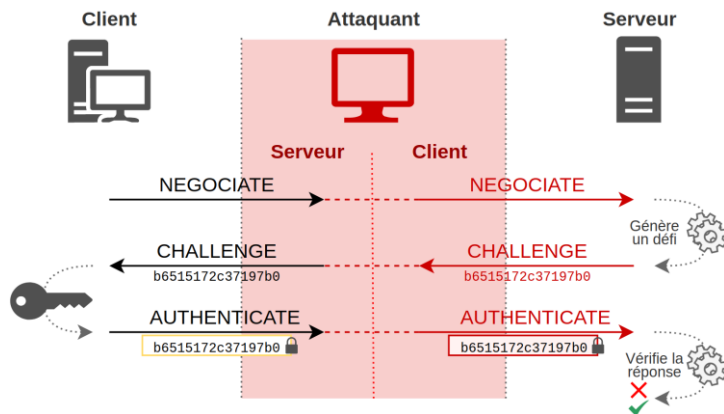 Client
Attaquant
Serveur
Serveur
Client
NEGOCIATE
NEGOCIATE
Génère
un défi
CHALLENGE
CHALLENGE
b6515172c37197b0
b6515172c37197b0
AUTHENTICATE
AUTHENTICATE
b6515172c37197b0
b6515172c37197b0
Vérifie la
réponse